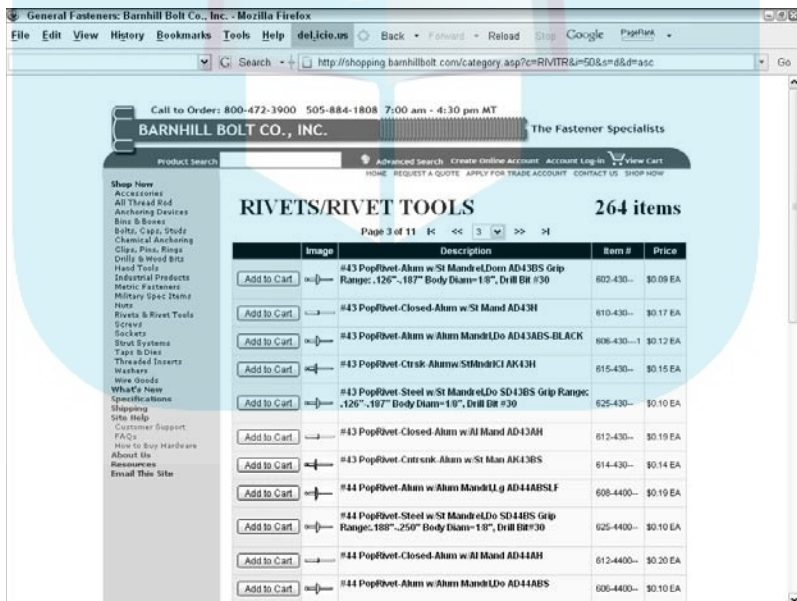 General Fasteners: Barnhill Bolt Co., Inc. - Mozilla Firefox
File Edit View History Bookmarks Tools Help del.icio.us Back Forward Reload Stop Google PageRank
Search http://shopping.barnhillbolt.com/category.asp?c=RIVITR&i=50&s=d&d=asc Go
Call to Order: 800-472-3900 505-884-1808 7:00 am - 4:30 pm MT
BARNHILL BOLT CO., INC. The Fastener Specialists
Product Search Advanced Search Create Online Account Account Log-in View Cart
HOME REQUEST A QUOTE APPLY FOR TRADE ACCOUNT CONTACT US SHOP NOW
Shop Now
Accessories
All Thread Rod
Anchoring Devices
Bins & Boxes
Bolts, Caps, Studs
Chemical Anchoring
Clips, Pins, Rings
Drills & Wood Bits
Hand Tools
Industrial Products
Metric Fasteners
Military Spec Items
Nuts
Rivets & Rivet Tools
Screws
Sockets
Strut Systems
Taps & Dies
Threaded Inserts
Washers
Wire Goods
What's New
Specifications
Shipping
Site Help
Customer Support
FAQs
How to Buy Hardware
About Us
Resources
Email This Site
RIVETS/RIVET TOOLS 264 items
Page 3 of 11 |< << 3 >> >|
Image Description Item # Price
#43 PopRivet-Alum w/St Mandrel,Dom AD43BS Grip
Add to Cart Range: .126"-.187" Body Diam=1/8", Drill Bit #30 602-430-- $0.09 EA
Add to Cart #43 PopRivet-Closed-Alum w/St Mand AD43H 610-430-- $0.17 EA
Add to Cart #43 PopRivet-Alum w/Alum Mandrl,Do AD43ABS-BLACK 606-430---1 $0.12 EA
Add to Cart #43 PopRivet-Ctrsk-Alumw/StMndrlCl AK43H 615-430-- $0.15 EA
#43 PopRivet-Steel w/St Mandrel,Do SD43BS Grip Range:
Add to Cart .126"-.187" Body Diam=1/8", Drill Bit #30 625-430-- $0.10 EA
Add to Cart #43 PopRivet-Closed-Alum w/Al Mand AD43AH 612-430-- $0.19 EA
Add to Cart #43 PopRivet-Cntrsnk-Alum w/St Man AK43BS 614-430-- $0.14 EA
Add to Cart #44 PopRivet-Alum w/Alum Mandrl,Lg AD44ABSLF 608-4400-- $0.19 EA
#44 PopRivet-Steel w/St Mandrel,Do SD44BS Grip
Add to Cart Range:.188"-.250" Body Diam=1/8", Drill Bit#30 625-4400-- $0.10 EA
Add to Cart #44 PopRivet-Closed-Alum w/Al Mand AD44AH 612-4400-- $0.20 EA
Add to Cart #44 PopRivet-Alum w/Alum Mandrl,Do AD44ABS 606-4400-- $0.10 EA